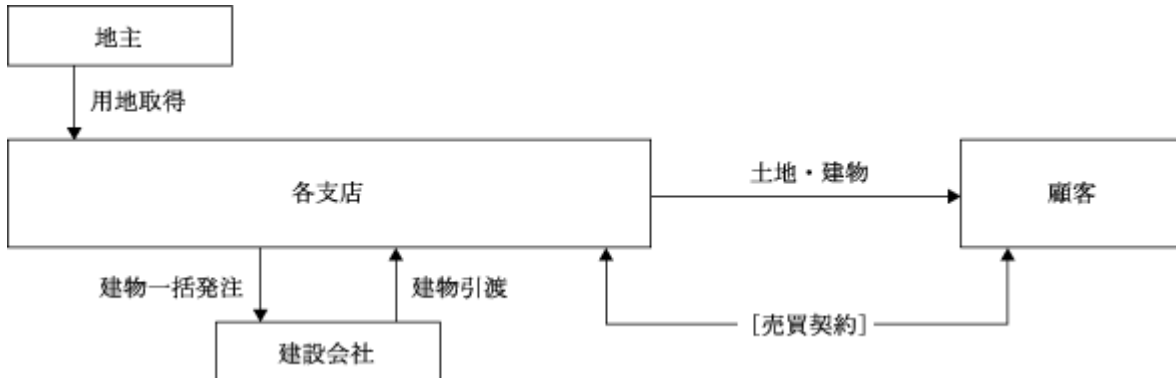 地主
用地取得
各支店
土地・建物
顧客
建物一括発注
建物引渡
[売買契約]
建設会社